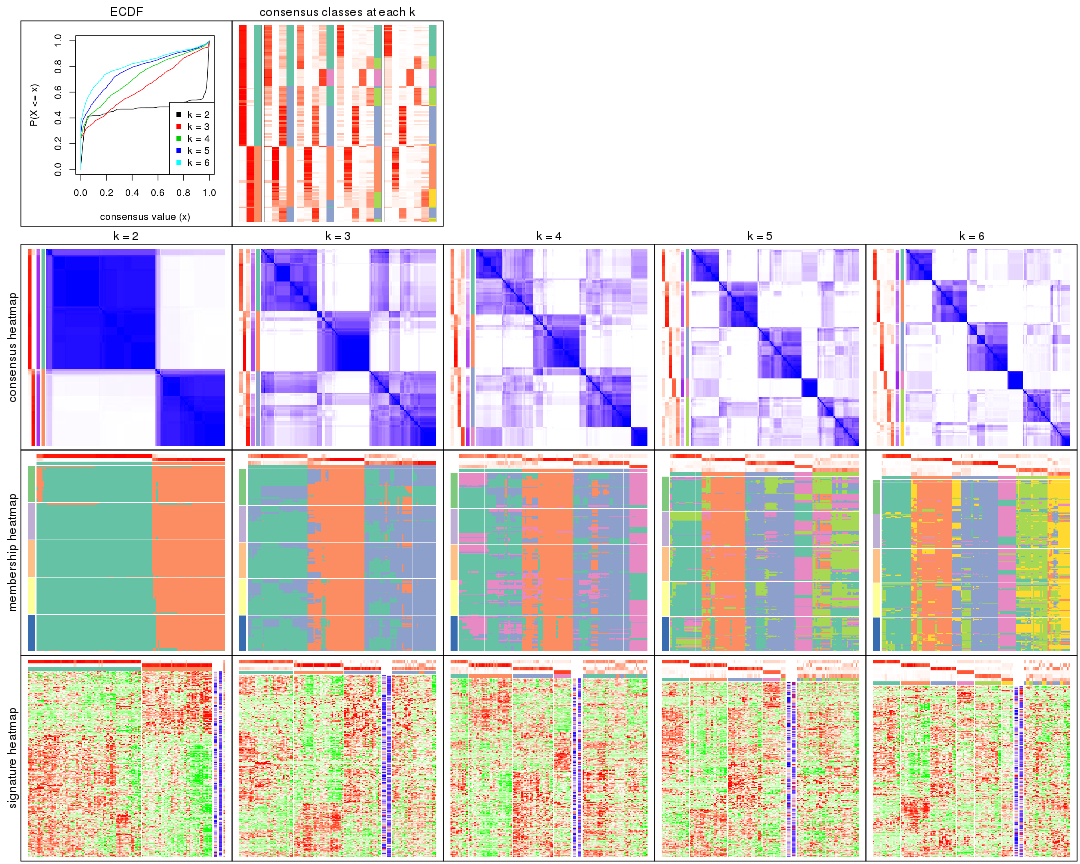 ECDF
consensus classes at each k
P(X <= x)
0.0 0.2 0.4 0.6 0.8 1.0
k = 2
k = 3
k = 4
k = 5
k = 6
0.0 0.2 0.4 0.6 0.8 1.0
consensus value (x)
k = 2
k = 3
k = 4
k = 5
k = 6
consensus heatmap
membership heatmap
signature heatmap